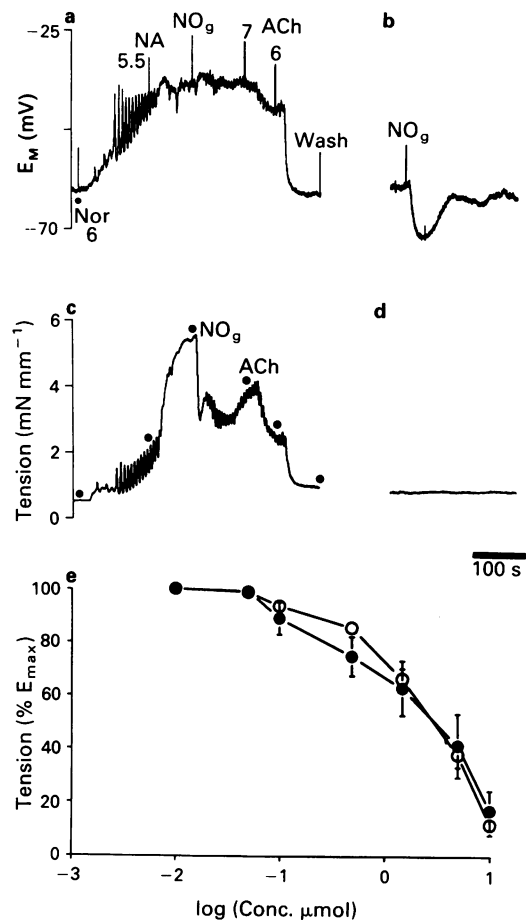 a
b
−25
NA
NOg
ACh
5.5
7
6
EM (mV)
Wash
NOg
Nor
6
--70
c
d
6
NOg
ACh
Tension (mN mm−1)
4
2
0
100 s
e
100
80
60
40
20
0
Tension (% Emax)
−3
−2
−1
0
1
log (Conc. μmol)